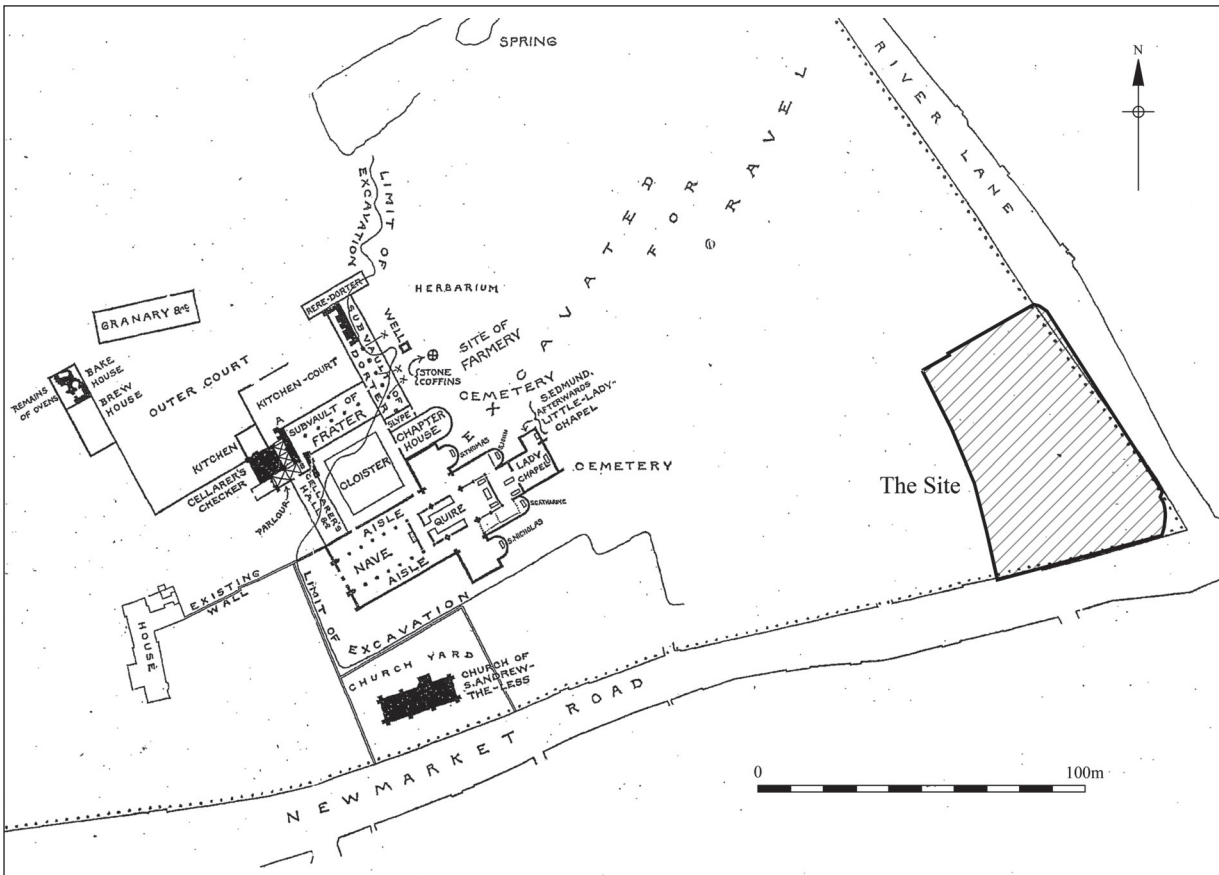 SPRING
N
RIVER LANE
EXCAVATED FOR GRAVEL
LIMIT OF
EXCAVATION
RERE-DORTER
HERBARIUM
GRANARY &c
WELL
SUBVAULT OF
DORTER
SITE OF
FARMERY
STONE
COFFINS
CEMETERY
REMAINS
OF OVENS
BAKE
HOUSE
BREW
HOUSE
OUTER COURT
KITCHEN-COURT
A
SUBVAULT OF
FRATER
SLYPE
CHAPTER
HOUSE
S. EDMUND,
AFTERWARDS
LITTLE-LADY-
CHAPEL
S. THOMAS
S. JOHN
LADY
CHAPEL
CEMETERY
KITCHEN
CELLARER'S
CHECKER
PARLOUR
CELLARER'S
HALL &c
CLOISTER
AISLE
NAVE
AISLE
QUIRE
S. CATHARINE
S. NICHOLAS
The Site
EXISTING
WALL
HOUSE
LIMIT OF
EXCAVATION
CHURCH YARD
CHURCH OF
S. ANDREW-
THE-LESS
NEWMARKET ROAD
0 100m